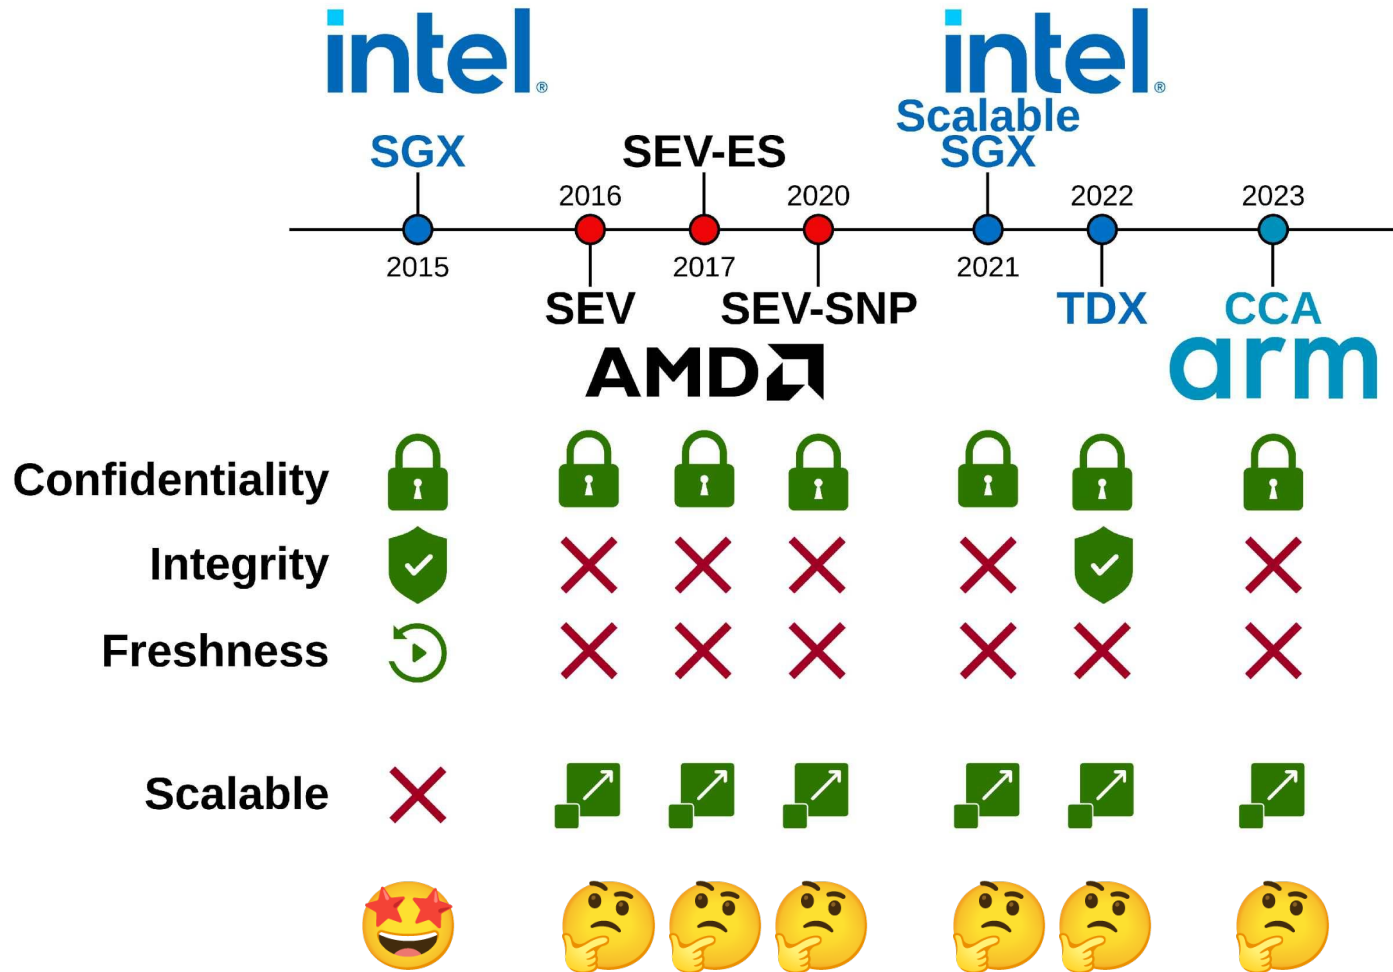 intel®
intel®
Scalable
SGX
SEV-ES
SGX
2016
2020
2022
2023
2015
2017
2021
SEV
SEV-SNP
TDX
CCA
AMD
arm
Confidentiality
Integrity
Freshness
Scalable